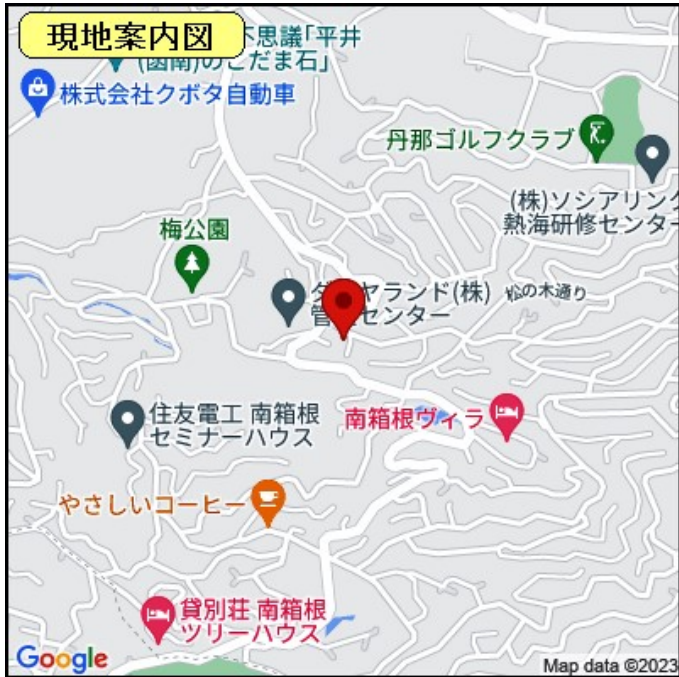 現地案内図
不思議「平井
(函南)のこだま石」
株式会社クボタ自動車
丹那ゴルフクラブ
(株)ソシアリンク
熱海研修センター
梅公園
ヤランド(株)
センター
松の木通り
住友電工 南箱根
セミナーハウス
南箱根ヴィラ
やさしいコーヒー
貸別荘 南箱根
ツリーハウス
Google
Map data ©2023